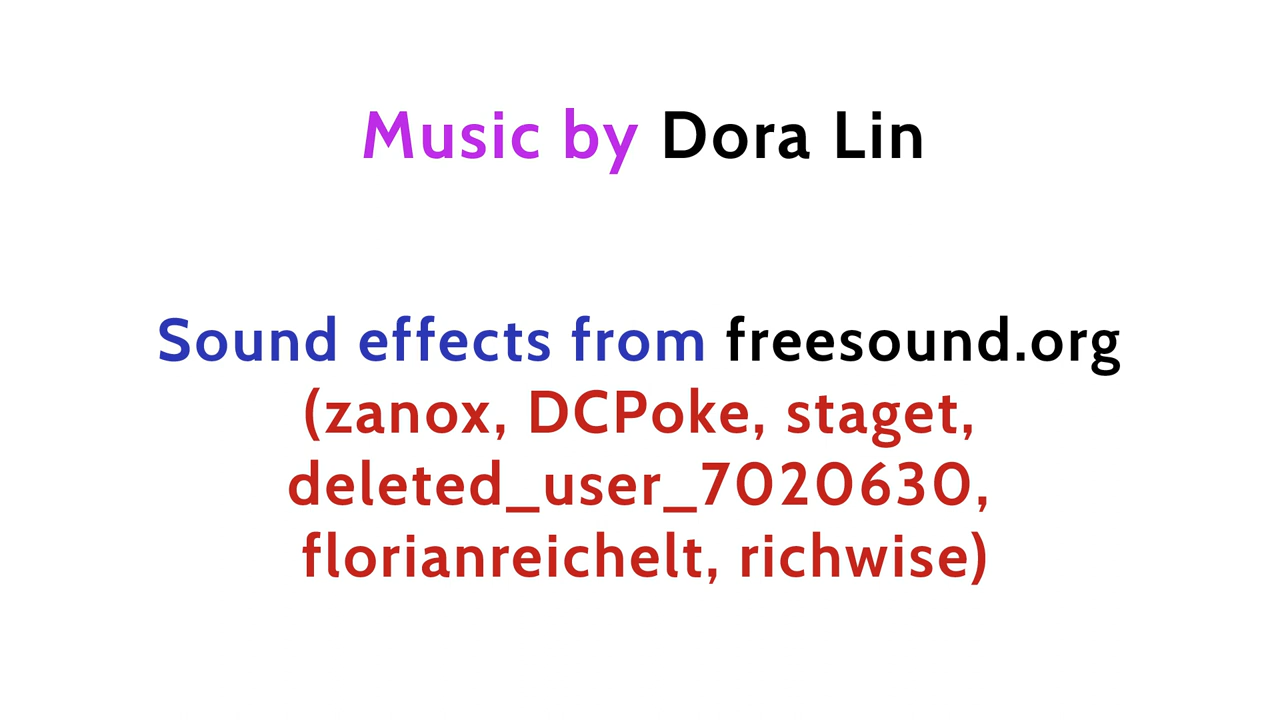 Music by Dora Lin
Sound effects from freesound.org
(zanox, DCPoke, staget,
deleted_user_7020630,
florianreichelt, richwise)